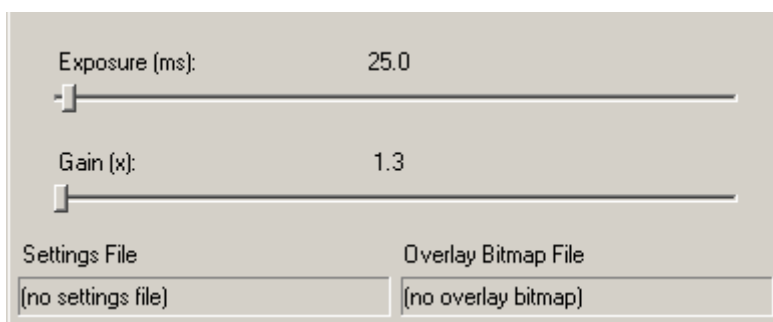 Exposure (ms): 25.0
Gain (x): 1.3
Settings File Overlay Bitmap File
(no settings file) (no overlay bitmap)